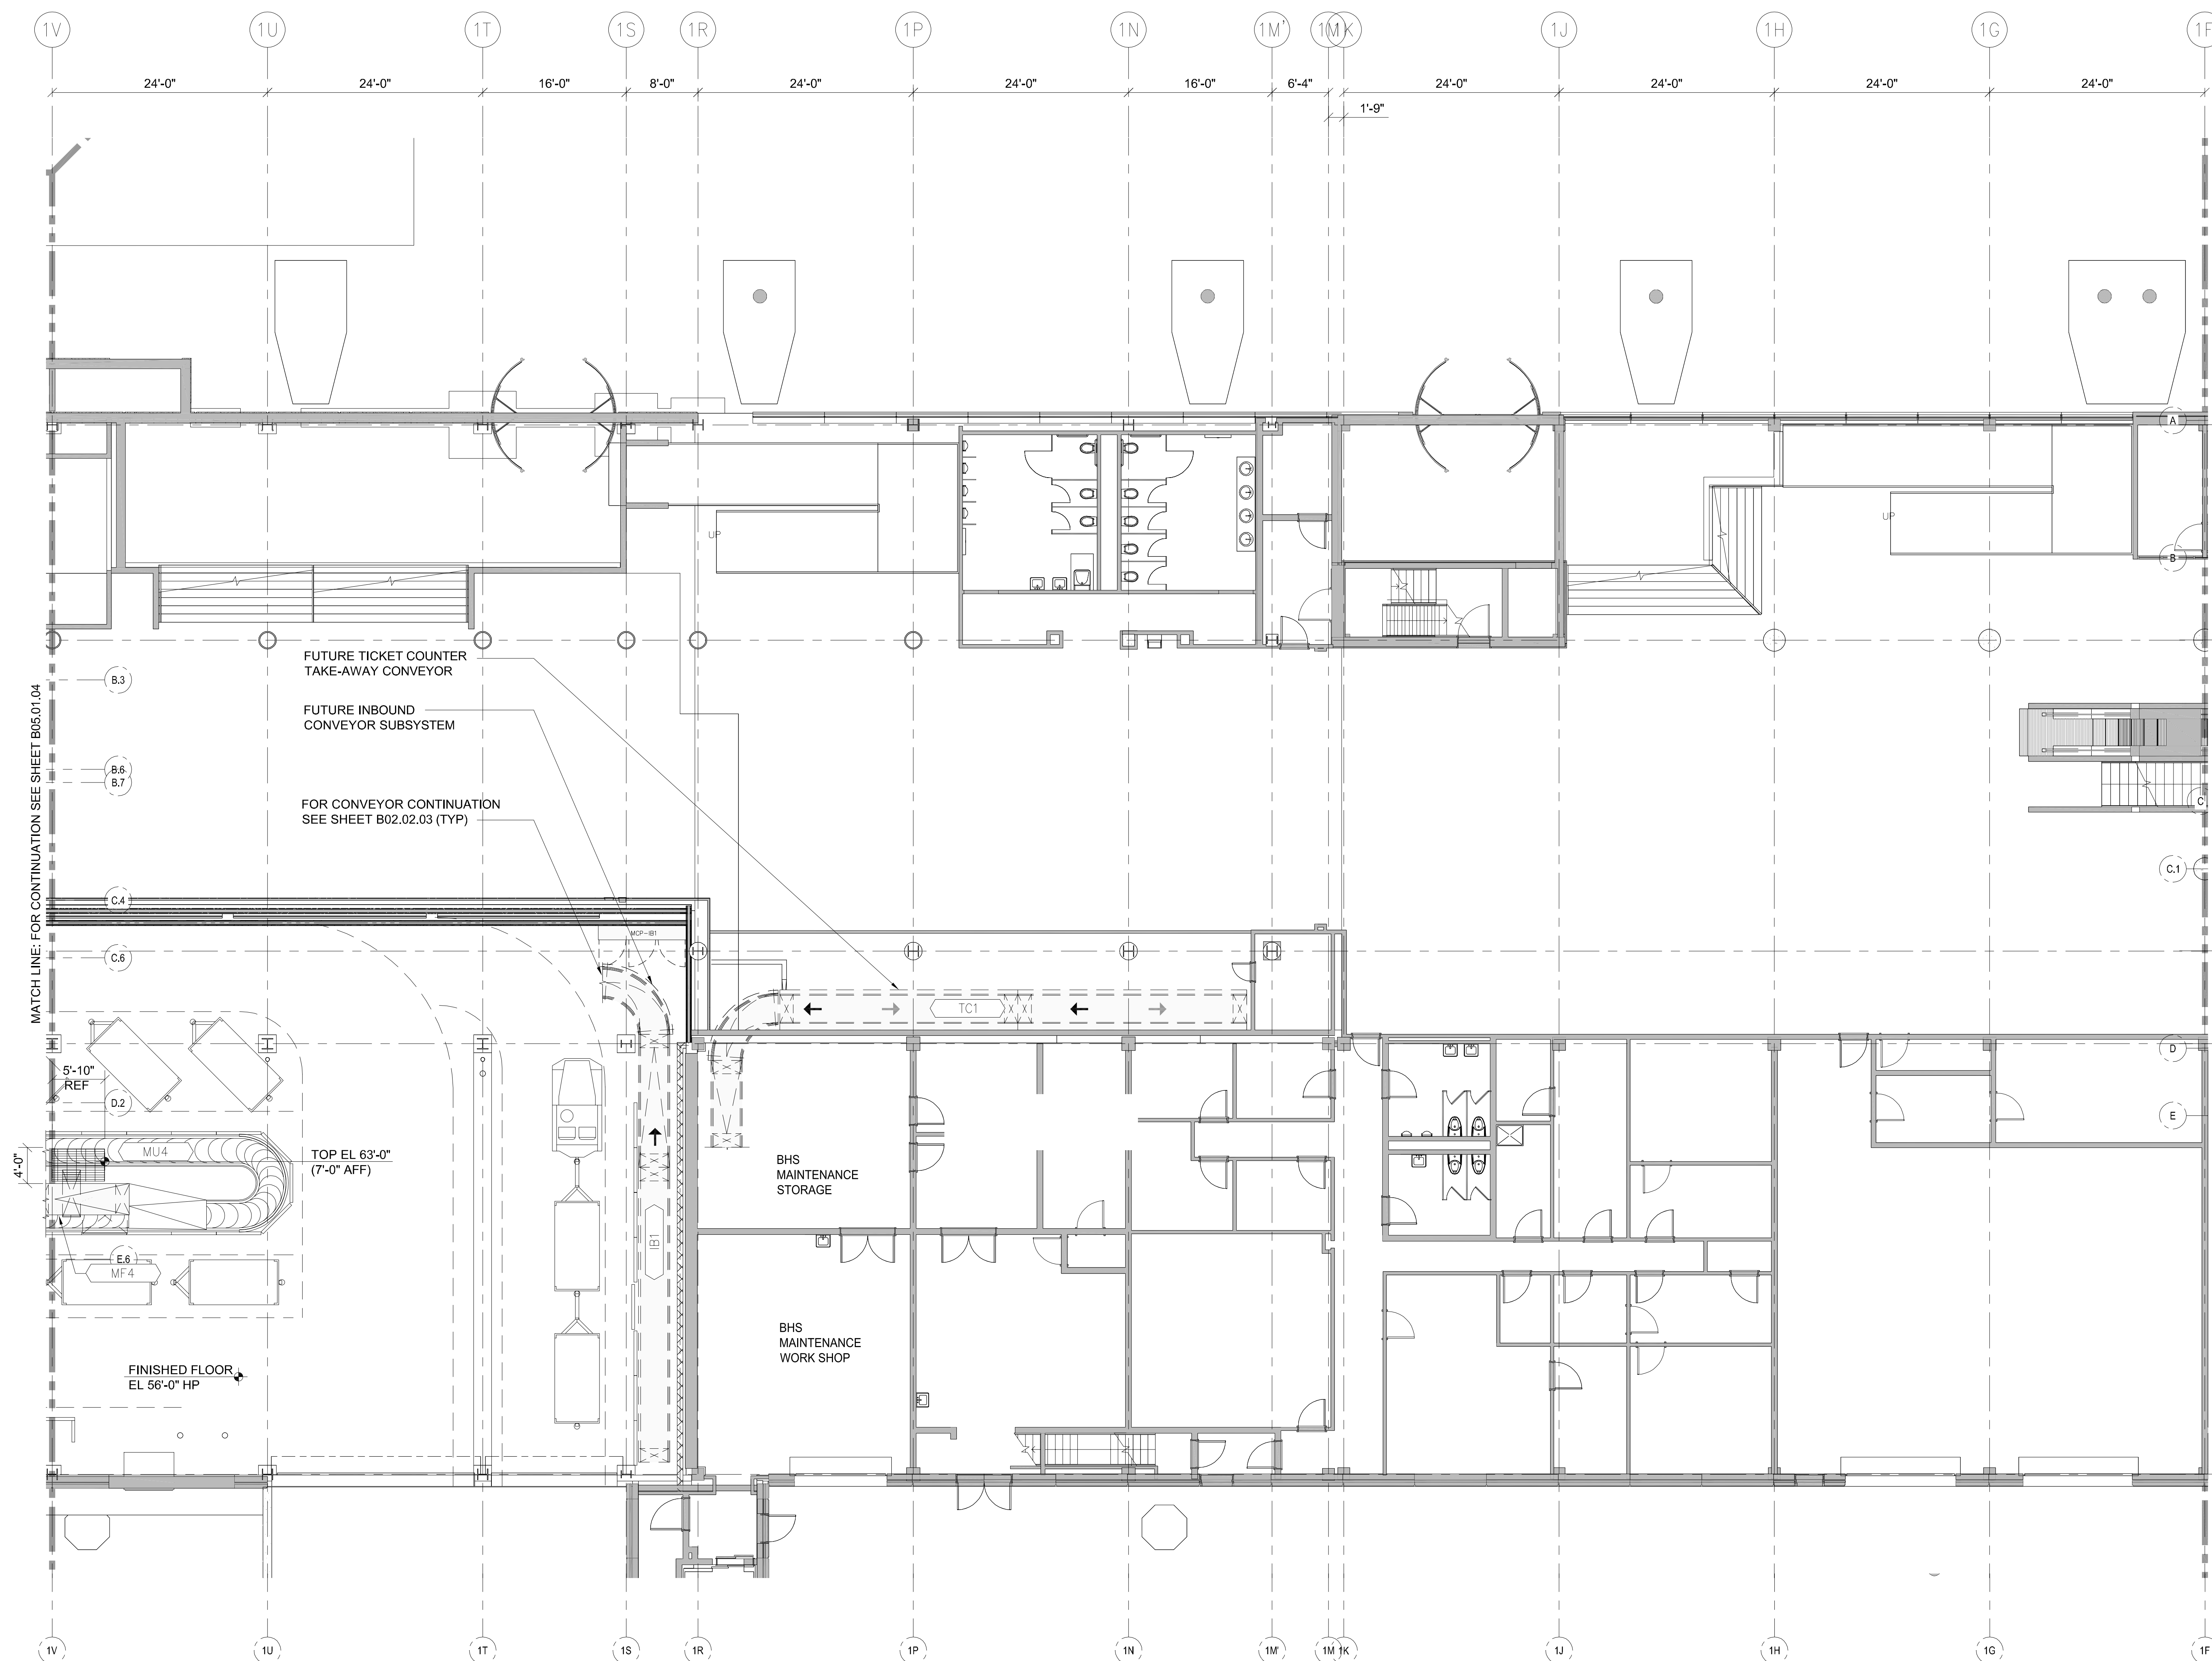 1V
1U
1T
1S
1R
1P
1N
1M'
1M
1K
1J
1H
1G
1F
24'-0"
24'-0"
16'-0"
8'-0"
24'-0"
24'-0"
16'-0"
6'-4"
24'-0"
24'-0"
24'-0"
24'-0"
1'-9"
A
UP
UP
B
FUTURE TICKET COUNTER
TAKE-AWAY CONVEYOR
B.3
FUTURE INBOUND
CONVEYOR SUBSYSTEM
MATCH LINE: FOR CONTINUATION SEE SHEET B05.01.04
B.6
B.7
FOR CONVEYOR CONTINUATION
SEE SHEET B02.02.03 (TYP)
C
C.1
C.4
MCP-IB1
C.6
TC1
D
5'-10"
REF
D.2
E
4'-0"
MU4
TOP EL 63'-0"
(7'-0" AFF)
BHS
MAINTENANCE
STORAGE
IB1
E.6
MF4
BHS
MAINTENANCE
WORK SHOP
FINISHED FLOOR
EL 56'-0" HP
1V
1U
1T
1S
1R
1P
1N
1M'
1M
1K
1J
1H
1G
1F